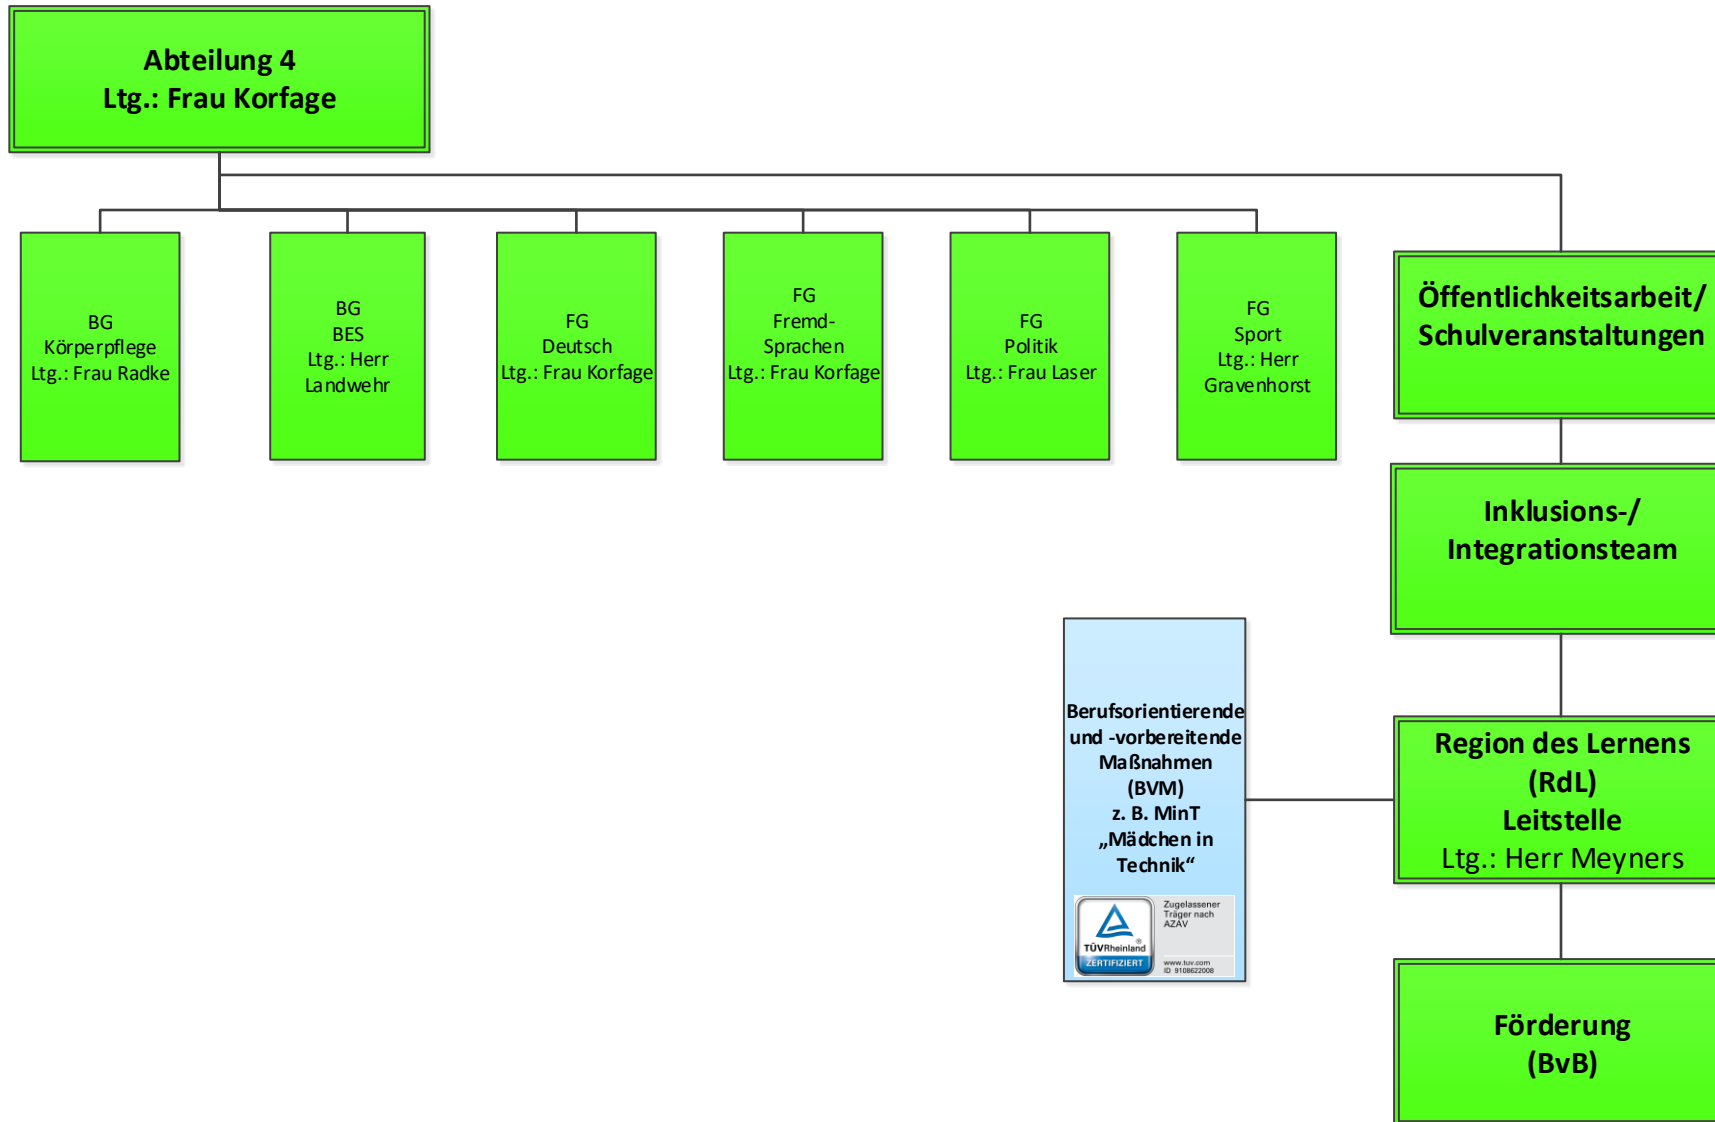 Abteilung 4
Ltg.: Frau Korfage
BG
Körperpflege
Ltg.: Frau Radke
BG
BES
Ltg.: Herr
Landwehr
FG
Deutsch
Ltg.: Frau Korfage
FG
Fremd-
Sprachen
Ltg.: Frau Korfage
FG
Politik
Ltg.: Frau Laser
FG
Sport
Ltg.: Herr
Gravenhorst
Öffentlichkeitsarbeit/
Schulveranstaltungen
Inklusions-/
Integrationsteam
Berufsorientierende
und -vorbereitende
Maßnahmen
(BVM)
z. B. MinT
„Mädchen in
Technik“
TÜVRheinland®
ZERTIFIZIERT
Zugelassener
Träger nach
AZAV
www.tuv.com
ID 9108622008
Region des Lernens
(RdL)
Leitstelle
Ltg.: Herr Meyners
Förderung
(BvB)